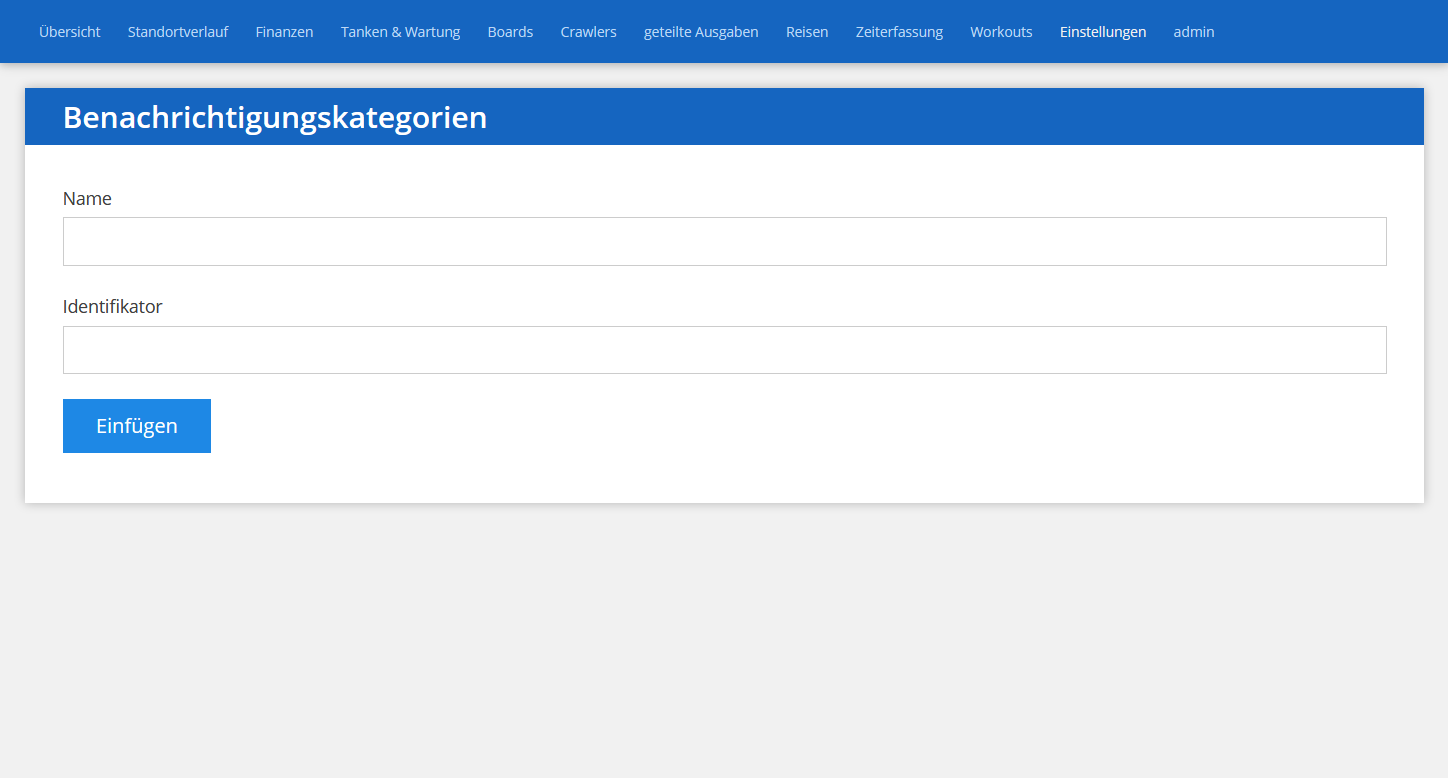 Übersicht Standortverlauf Finanzen Tanken & Wartung Boards Crawlers geteilte Ausgaben Reisen Zeiterfassung Workouts Einstellungen admin
Benachrichtigungskategorien
Name
Identifikator
Einfügen